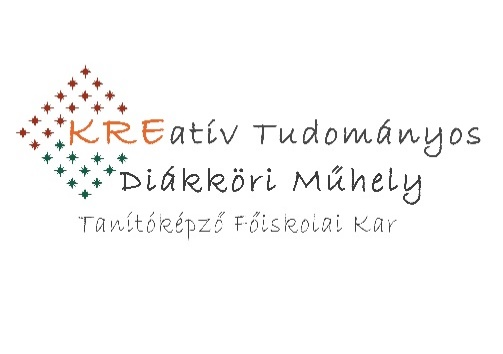 KREatív Tudományos
Diákköri Műhely
Tanítóképző Főiskolai Kar